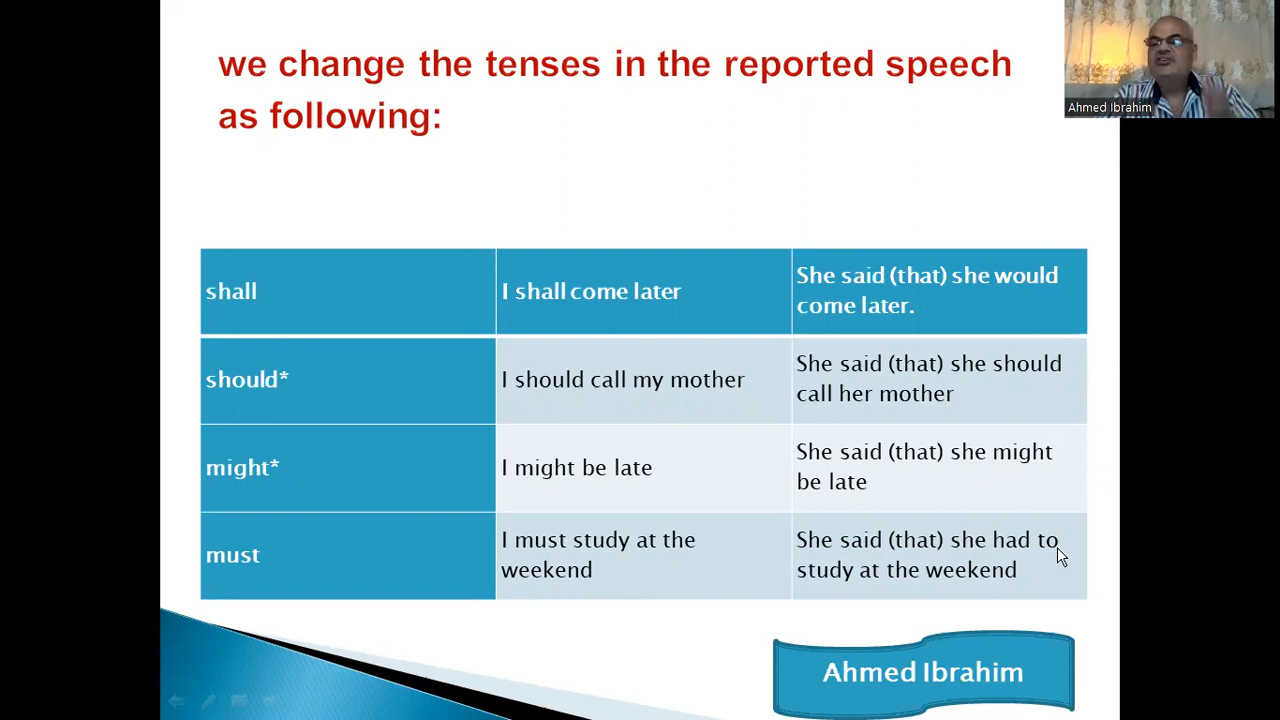 we change the tenses in the reported speech
as following:
Ahmed Ibrahim
shall
I shall come later
She said (that) she would
come later.
should*
I should call my mother
She said (that) she should
call her mother
might*
I might be late
She said (that) she might
be late
must
I must study at the
weekend
She said (that) she had to
study at the weekend
Ahmed Ibrahim